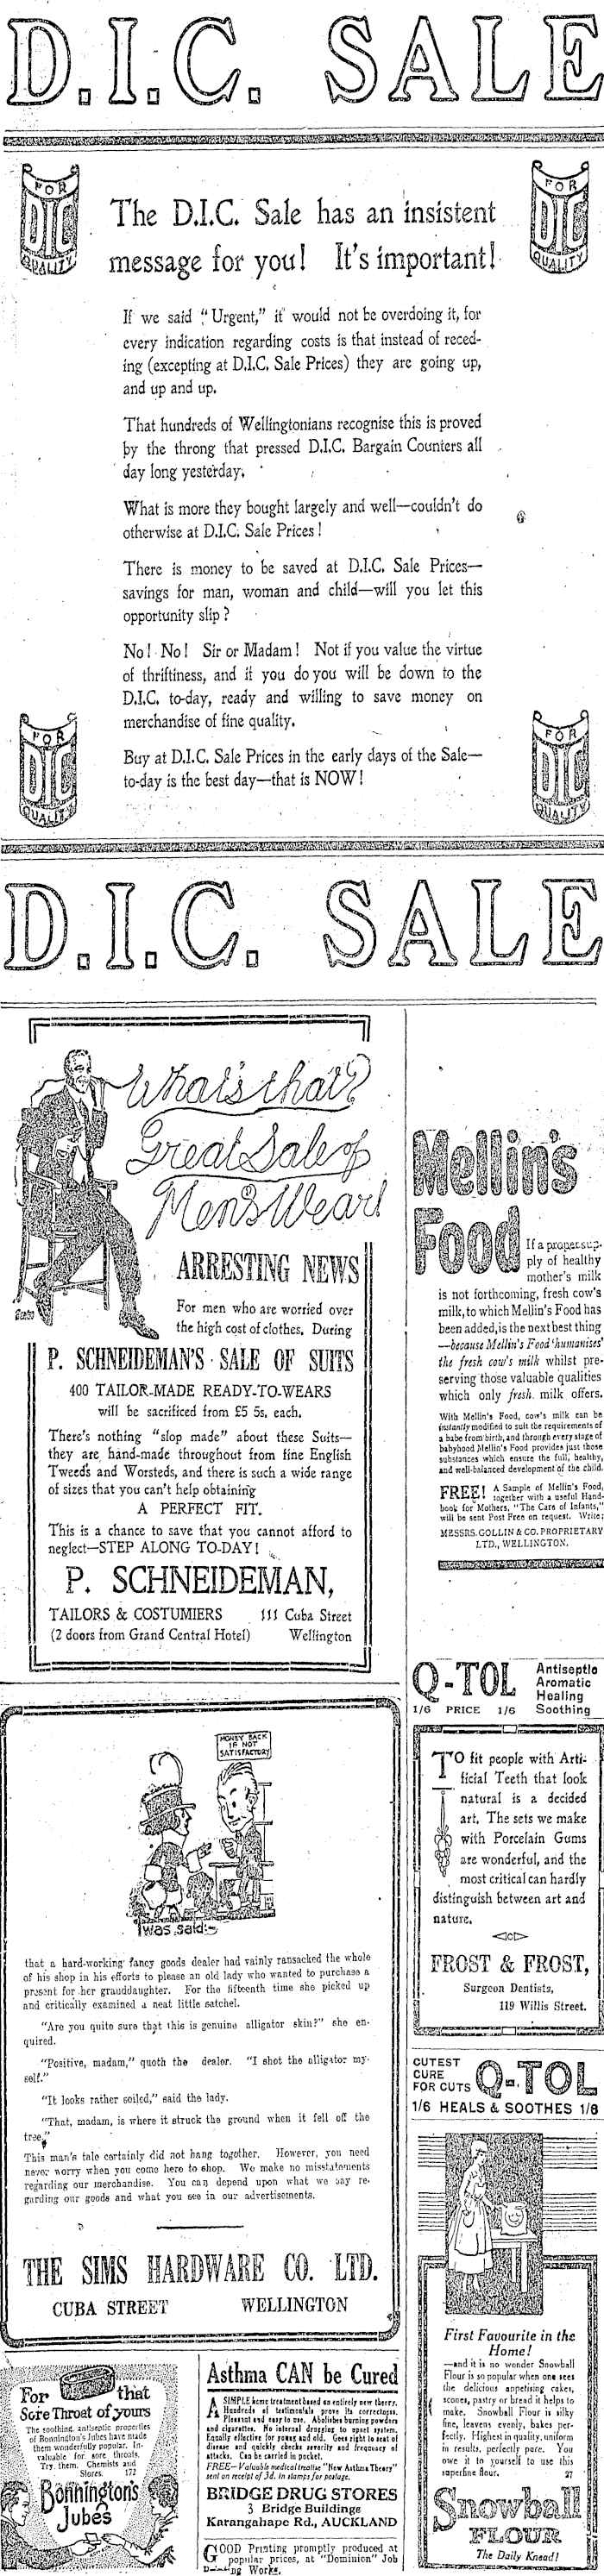 D.I.C. SALE
FOR
DIC
QUALITY
FOR
DIC
QUALITY
The D.I.C. Sale has an insistent
message for you! It's important!
If we said "Urgent," it would not be overdoing it, for
every indication regarding costs is that instead of reced-
ing (excepting at D.I.C. Sale Prices) they are going up,
and up and up.
That hundreds of Wellingtonians recognise this is proved
by the throng that pressed D.I.C. Bargain Counters all
day long yesterday.
What is more they bought largely and well—couldn't do
otherwise at D.I.C. Sale Prices!
There is money to be saved at D.I.C. Sale Prices—
savings for man, woman and child—will you let this
opportunity slip?
No! No! Sir or Madam! Not if you value the virtue
of thriftiness, and if you do you will be down to the
D.I.C. to-day, ready and willing to save money on
merchandise of fine quality.
Buy at D.I.C. Sale Prices in the early days of the Sale—
to-day is the best day—that is NOW!
FOR
DIC
QUALITY
FOR
DIC
QUALITY
D.I.C. SALE
What's that?
Great Sale of
Men's Wear!
ARRESTING NEWS
For men who are worried over
the high cost of clothes. During
P. SCHNEIDEMAN'S SALE OF SUITS
400 TAILOR-MADE READY-TO-WEARS
will be sacrificed from £5 5s. each.
There's nothing "slop made" about these Suits—
they are hand-made throughout from fine English
Tweeds and Worsteds, and there is such a wide range
of sizes that you can't help obtaining
A PERFECT FIT.
This is a chance to save that you cannot afford to
neglect—STEP ALONG TO-DAY!
P. SCHNEIDEMAN,
TAILORS & COSTUMIERS 111 Cuba Street
(2 doors from Grand Central Hotel) Wellington
MONEY BACK
IF NOT
SATISFACTORY
'Twas said:-
that a hard-working fancy goods dealer had vainly ransacked the whole
of his shop in his efforts to please an old lady who wanted to purchase a
present for her granddaughter. For the fifteenth time she picked up
and critically examined a neat little satchel.
"Are you quite sure that this is genuine alligator skin?" she en-
quired.
"Positive, madam," quoth the dealer. "I shot the alligator my-
self."
"It looks rather soiled," said the lady.
"That, madam, is where it struck the ground when it fell off the
tree."
This man's tale certainly did not hang together. However, you need
never worry when you come here to shop. We make no misstatements
regarding our merchandise. You can depend upon what we say re-
garding our goods and what you see in our advertisements.
THE SIMS HARDWARE CO. LTD.
CUBA STREET WELLINGTON
For that
Sore Throat of yours
The soothing, antiseptic properties
of Bonnington's Jubes have made
them wonderfully popular. In-
valuable for sore throats.
Try them. Chemists and
Stores. 172
Bonnington's
Jubes
Asthma CAN be Cured
A SIMPLE home treatment based on entirely new theory.
Hundreds of testimonials prove its correctness.
Pleasant and easy to use. Abolishes burning powders
and cigarettes. No internal drugging to upset system.
Equally effective for young and old. Goes right to seat of
disease and quickly checks severity and frequency of
attacks. Can be carried in pocket.
FREE—Valuable medical treatise "New Asthma Theory"
sent on receipt of 3d. in stamps for postage.
BRIDGE DRUG STORES
3 Bridge Buildings
Karangahape Rd., AUCKLAND
GOOD Printing promptly produced at
popular prices, at "Dominion" Job
Printing Works.
Mellin's
Food
If a proper sup-
ply of healthy
mother's milk
is not forthcoming, fresh cow's
milk, to which Mellin's Food has
been added, is the next best thing
—because Mellin's Food 'humanises'
the fresh cow's milk whilst pre-
serving those valuable qualities
which only fresh milk offers.
With Mellin's Food, cow's milk can be
instantly modified to suit the requirements of
a babe from birth, and through every stage of
babyhood Mellin's Food provides just those
substances which ensure the full, healthy,
and well-balanced development of the child.
FREE! A Sample of Mellin's Food,
together with a useful Hand-
book for Mothers, "The Care of Infants,"
will be sent Post Free on request. Write:
MESSRS. GOLLIN & CO. PROPRIETARY
LTD., WELLINGTON.
Q-TOL Antiseptic
Aromatic
Healing
Soothing
1/6 PRICE 1/6
TO fit people with Arti-
ficial Teeth that look
natural is a decided
art. The sets we make
with Porcelain Gums
are wonderful, and the
most critical can hardly
distinguish between art and
nature.
FROST & FROST,
Surgeon Dentists,
119 Willis Street.
CUTEST
CURE
FOR CUTS Q-TOL
1/6 HEALS & SOOTHES 1/6
First Favourite in the
Home!
—and it is no wonder Snowball
Flour is so popular when one sees
the delicious appetising cakes,
scones, pastry or bread it helps to
make. Snowball Flour is silky
fine, leavens evenly, bakes per-
fectly. Highest in quality, uniform
in results, perfectly pure. You
owe it to yourself to use this
superfine flour. 27
Snowball
FLOUR
The Daily Knead!